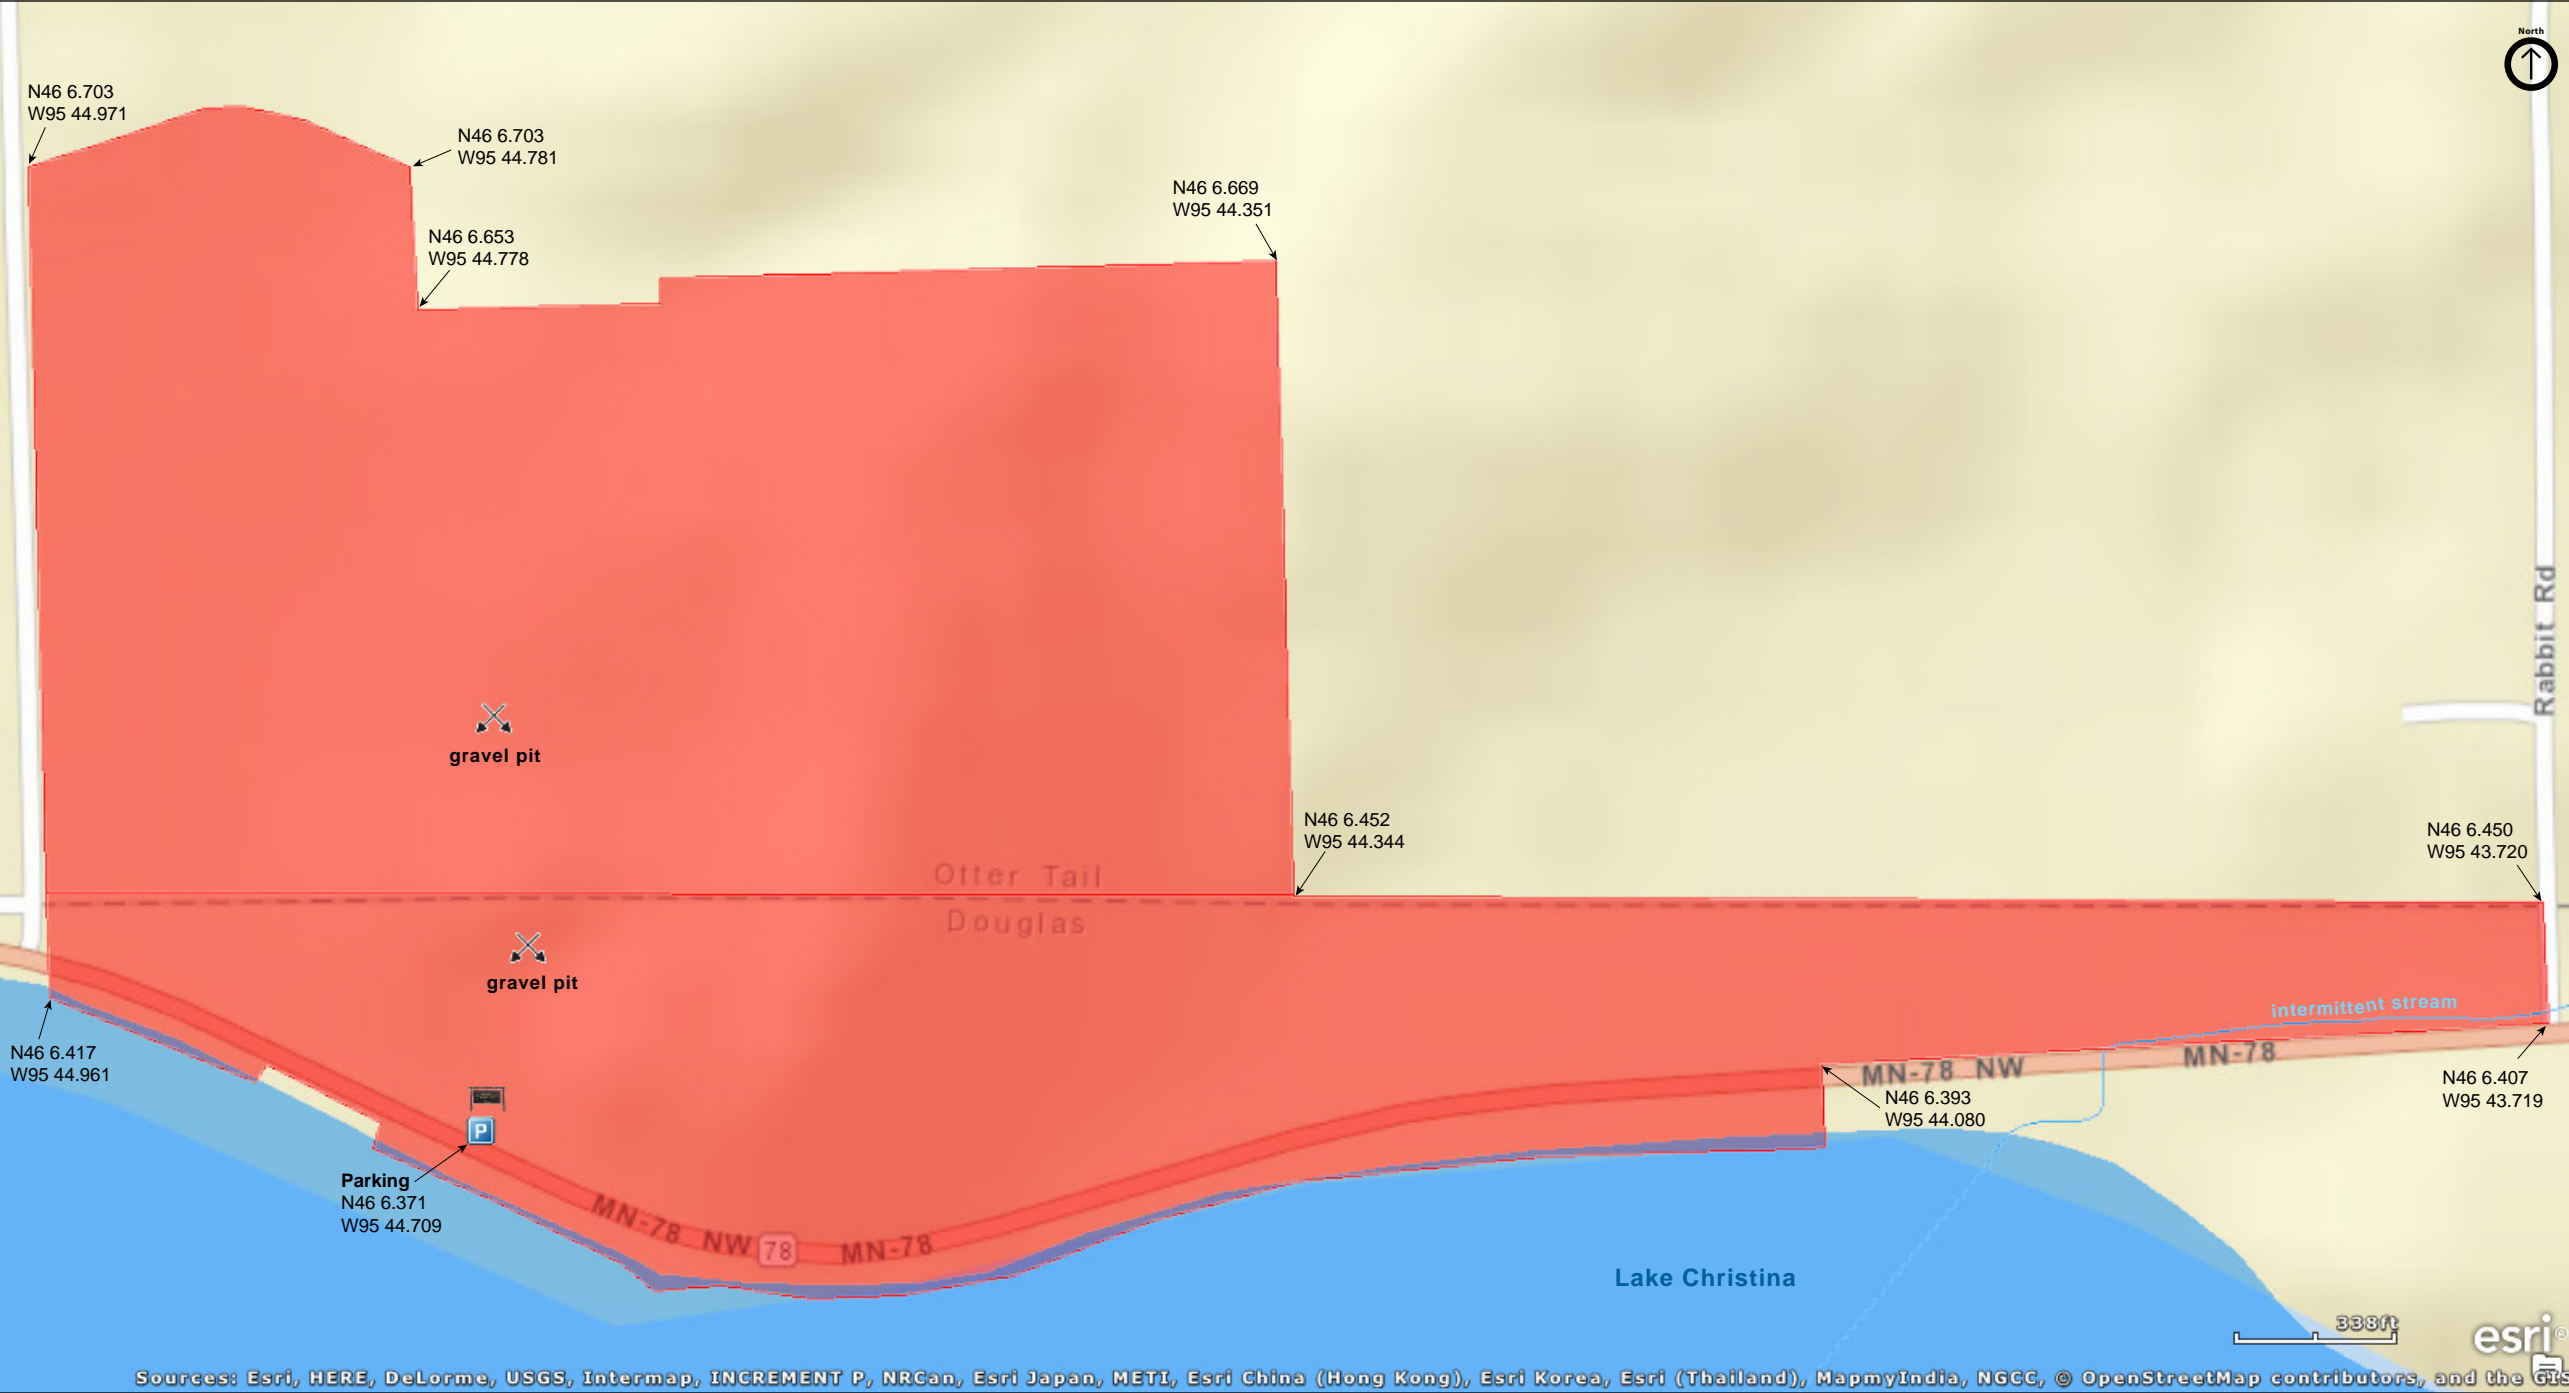 North
N46 6.703
W95 44.971
N46 6.703
W95 44.781
N46 6.669
W95 44.351
N46 6.653
W95 44.778
Rabbit Rd
gravel pit
N46 6.452
W95 44.344
N46 6.450
W95 43.720
Otter Tail
Douglas
gravel pit
intermittent stream
N46 6.417
W95 44.961
MN-78 NW
MN-78
N46 6.393
W95 44.080
N46 6.407
W95 43.719
P
Parking
N46 6.371
W95 44.709
MN-78 NW
78
MN-78
Lake Christina
338ft
esri
Sources: Esri, HERE, DeLorme, USGS, Intermap, INCREMENT P, NRCan, Esri Japan, METI, Esri China (Hong Kong), Esri Korea, Esri (Thailand), MapmyIndia, NGCC, © OpenStreetMap contributors, and the GIS